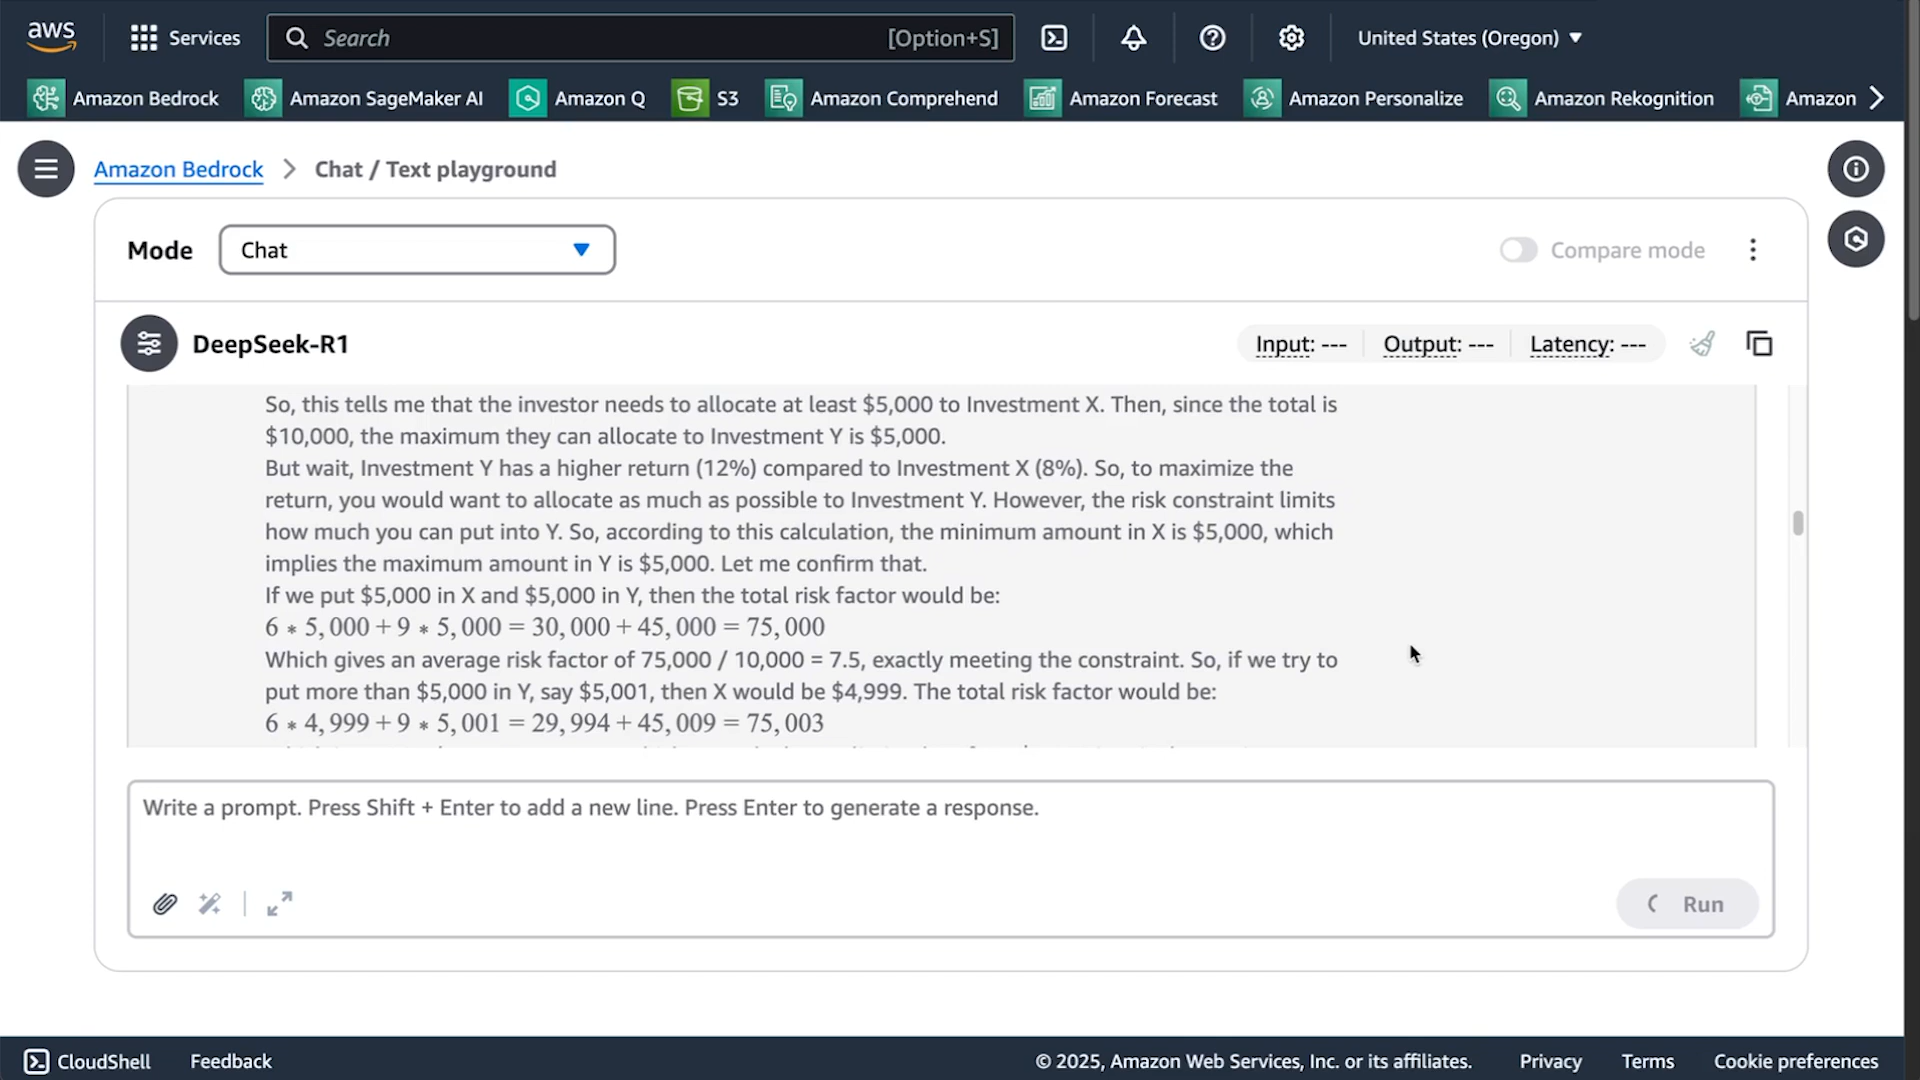 aws
Services
Search
[Option+S]
United States (Oregon)
Amazon Bedrock
Amazon SageMaker AI
Amazon Q
S3
Amazon Comprehend
Amazon Forecast
Amazon Personalize
Amazon Rekognition
Amazon
Amazon Bedrock
Chat / Text playground
Mode
Chat
Compare mode
DeepSeek-R1
Input: ---
Output: ---
Latency: ---
So, this tells me that the investor needs to allocate at least $5,000 to Investment X. Then, since the total is
$10,000, the maximum they can allocate to Investment Y is $5,000.
But wait, Investment Y has a higher return (12%) compared to Investment X (8%). So, to maximize the
return, you would want to allocate as much as possible to Investment Y. However, the risk constraint limits
how much you can put into Y. So, according to this calculation, the minimum amount in X is $5,000, which
implies the maximum amount in Y is $5,000. Let me confirm that.
If we put $5,000 in X and $5,000 in Y, then the total risk factor would be:
6 * 5,000 + 9 * 5,000 = 30,000 + 45,000 = 75,000
Which gives an average risk factor of 75,000 / 10,000 = 7.5, exactly meeting the constraint. So, if we try to
put more than $5,000 in Y, say $5,001, then X would be $4,999. The total risk factor would be:
6 * 4,999 + 9 * 5,001 = 29,994 + 45,009 = 75,003
Write a prompt. Press Shift + Enter to add a new line. Press Enter to generate a response.
Run
CloudShell
Feedback
© 2025, Amazon Web Services, Inc. or its affiliates.
Privacy
Terms
Cookie preferences